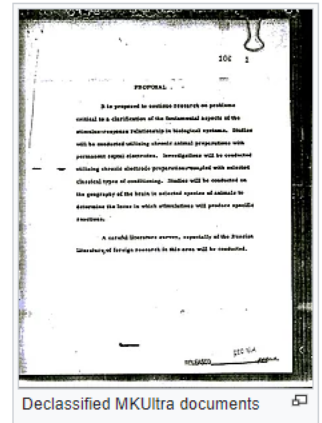 106 1
PROPOSAL
It is proposed to continue research on problems
critical to a clarification of the fundamental aspects of the
stimulus-response relationship in biological systems. Studies
will be conducted utilizing chronic animal preparations with
permanent electrodes. Investigations will be conducted
utilizing chronic electrode preparations coupled with selected
classical types of conditioning. Studies will be conducted on
the geography of the brain in selected species of animals to
determine the locus in which stimulations will produce specific
reactions.
A careful literature survey, especially of the Russian
literature, of foreign research in this area will be conducted.
Declassified MKUltra documents